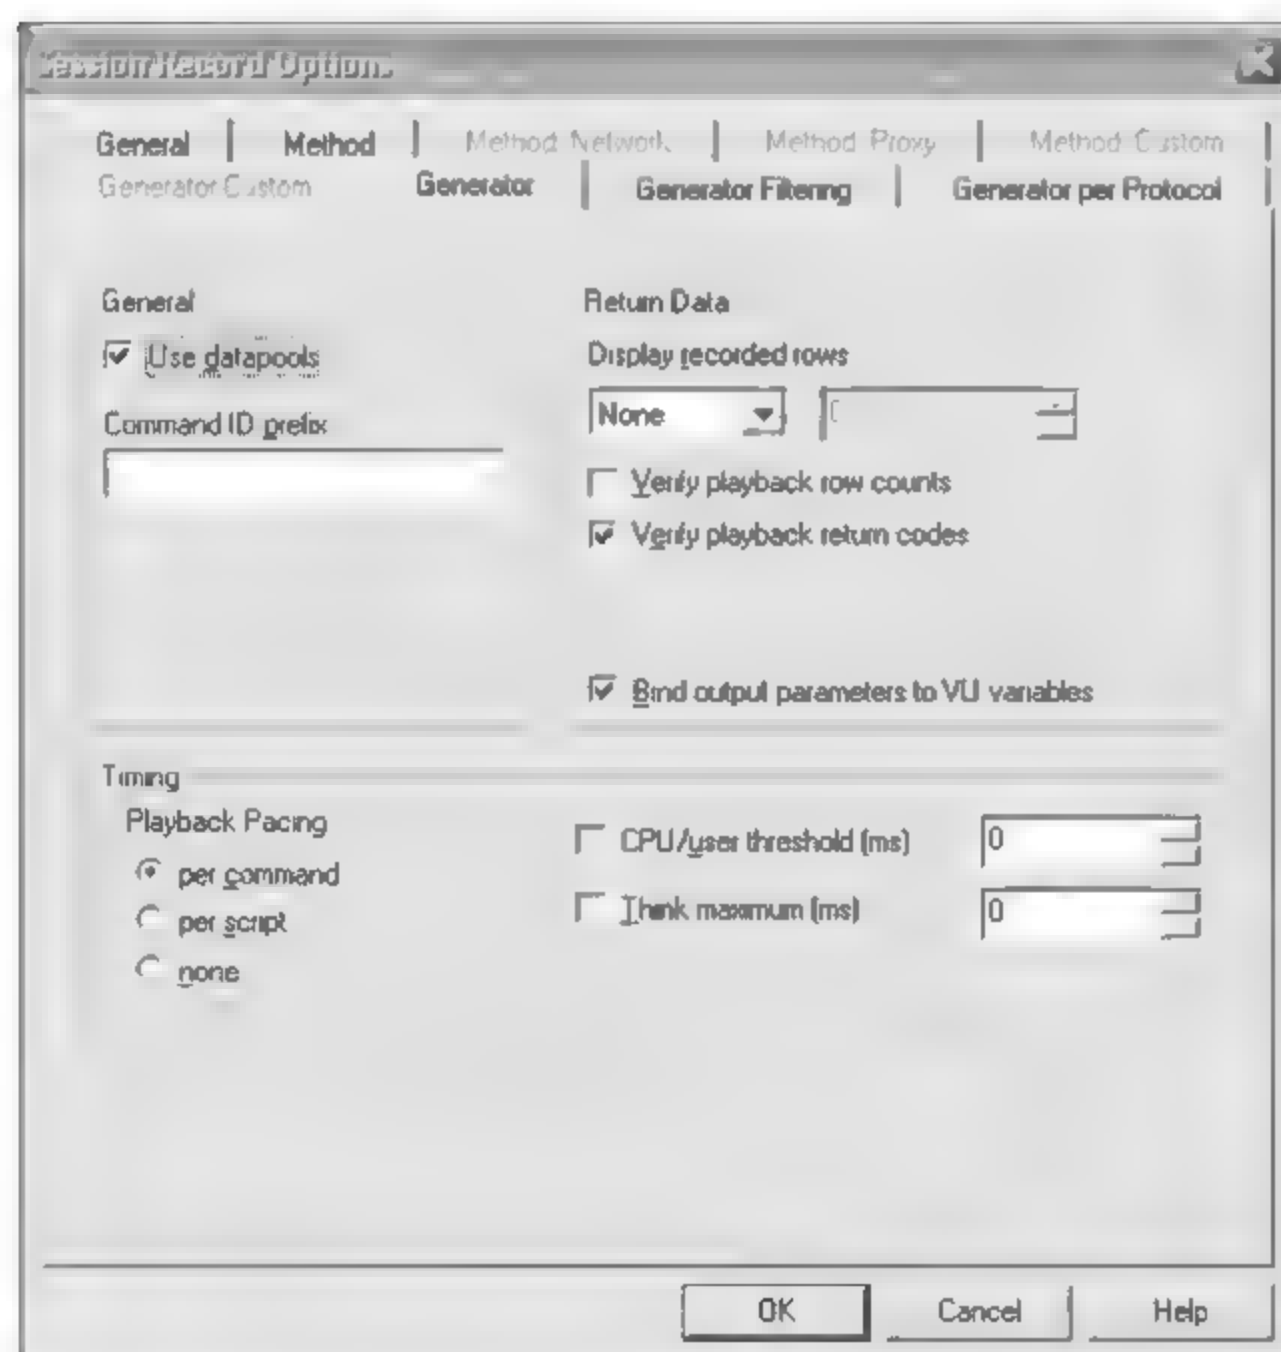 Session Record Options
General Method Method: Network Method: Proxy Method: Custom
Generator: Custom Generator Generator Filtering Generator per Protocol
General Return Data
Use datapools Display recorded rows
None
Command ID prefix
Verify playback row counts
Verify playback return codes
Bind output parameters to VU variables
Timing
Playback Pacing
CPU/user threshold (ms) 0
per command
Think maximum (ms) 0
per script
none
OK Cancel Help